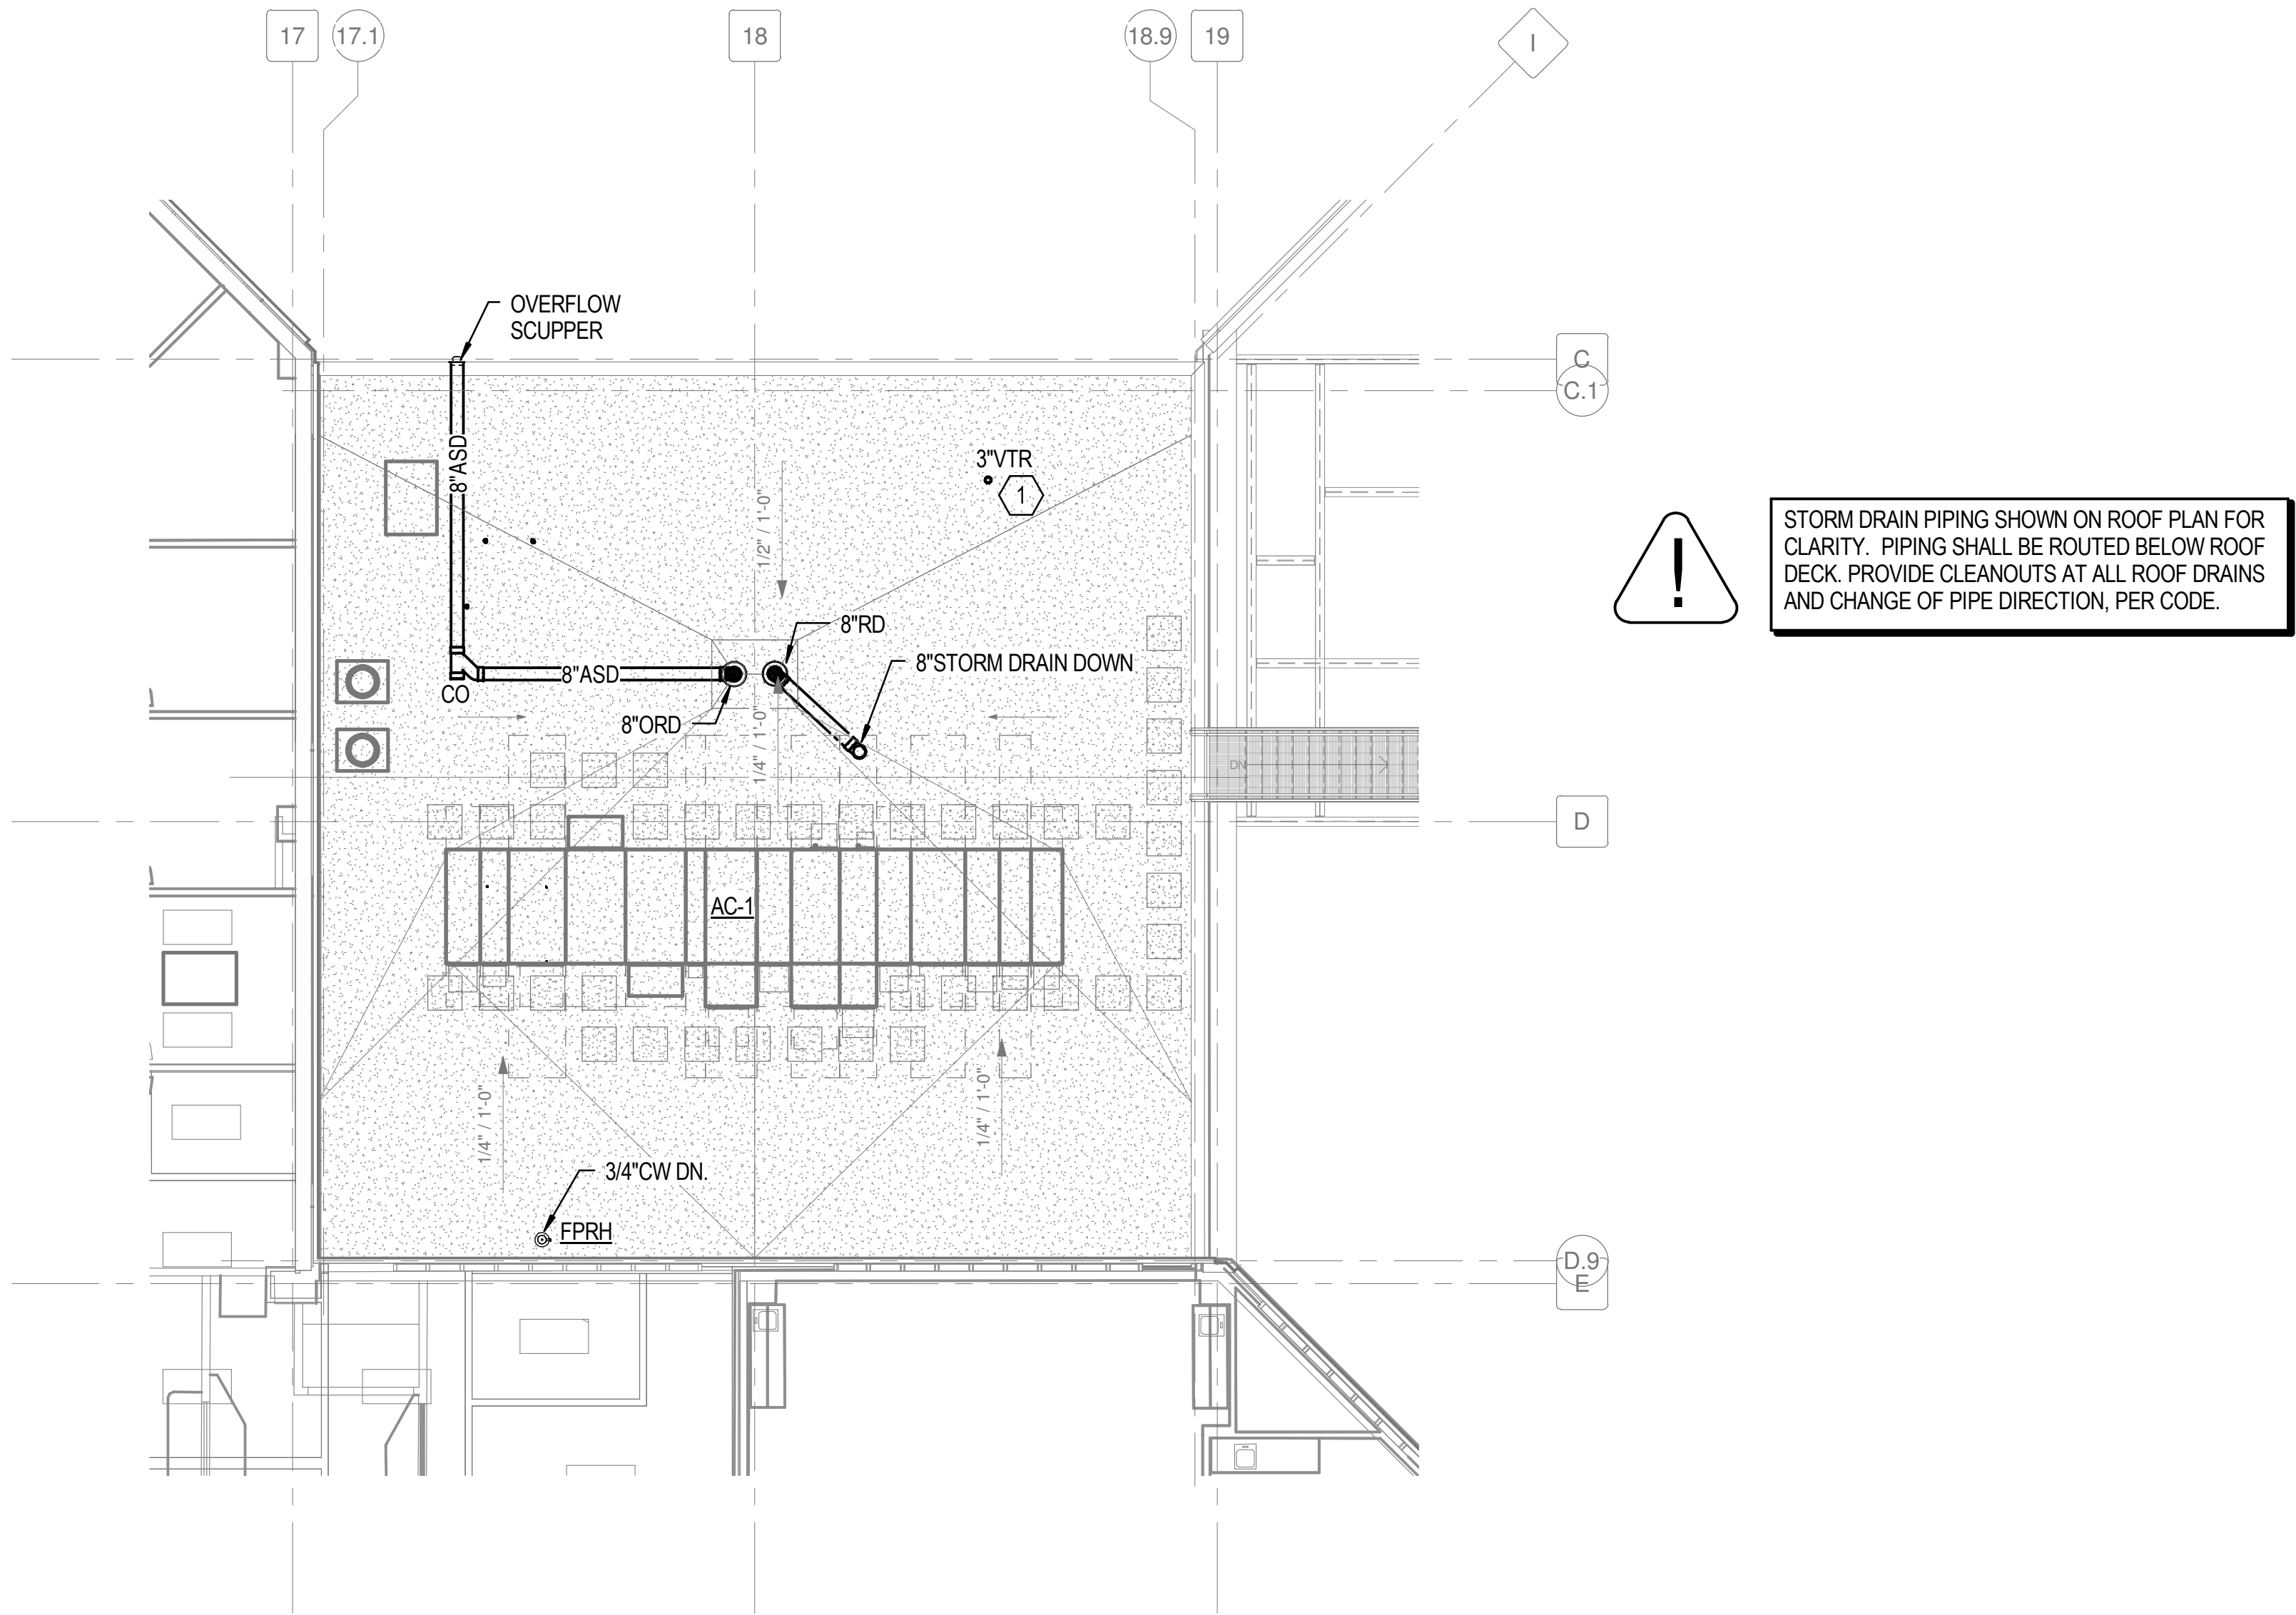 17
17.1
18
18.9
19
I
OVERFLOW
SCUPPER
C
C.1
8"ASD
3"VTR
1
1/2" / 1'-0"
STORM DRAIN PIPING SHOWN ON ROOF PLAN FOR
CLARITY. PIPING SHALL BE ROUTED BELOW ROOF
DECK. PROVIDE CLEANOUTS AT ALL ROOF DRAINS
AND CHANGE OF PIPE DIRECTION, PER CODE.
!
8"RD
8"STORM DRAIN DOWN
8"ASD
CO
8"ORD
1/4" / 1'-0"
DN
D
AC-1
1/4" / 1'-0"
1/4" / 1'-0"
3/4"CW DN.
FPRH
D.9
E